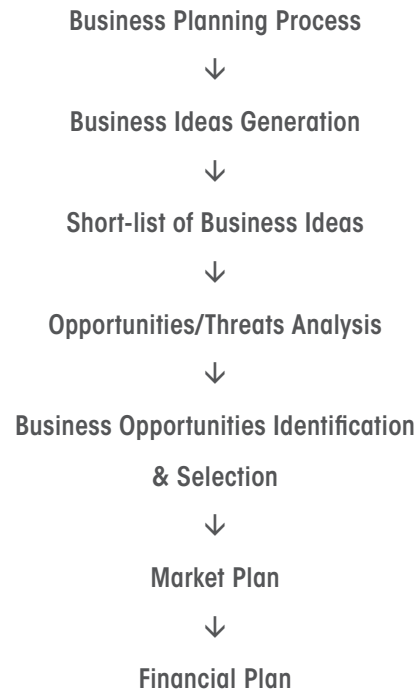 Business Planning Process
↓
Business Ideas Generation
↓
Short-list of Business Ideas
↓
Opportunities/Threats Analysis
↓
Business Opportunities Identification
& Selection
↓
Market Plan
↓
Financial Plan